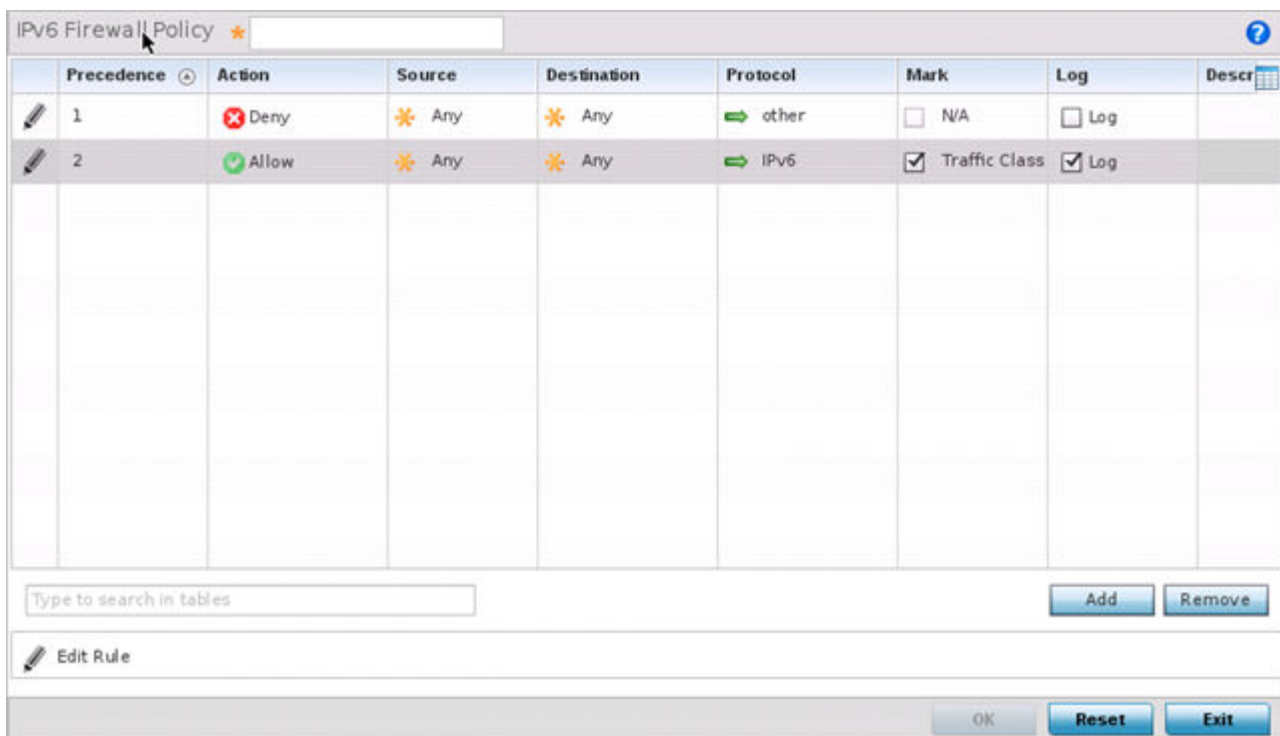 IPv6 Firewall Policy *
Precedence Action Source Destination Protocol Mark Log Descr
1 Deny Any Any other N/A Log
2 Allow Any Any IPv6 Traffic Class Log
Type to search in tables
Add Remove
Edit Rule
OK Reset Exit